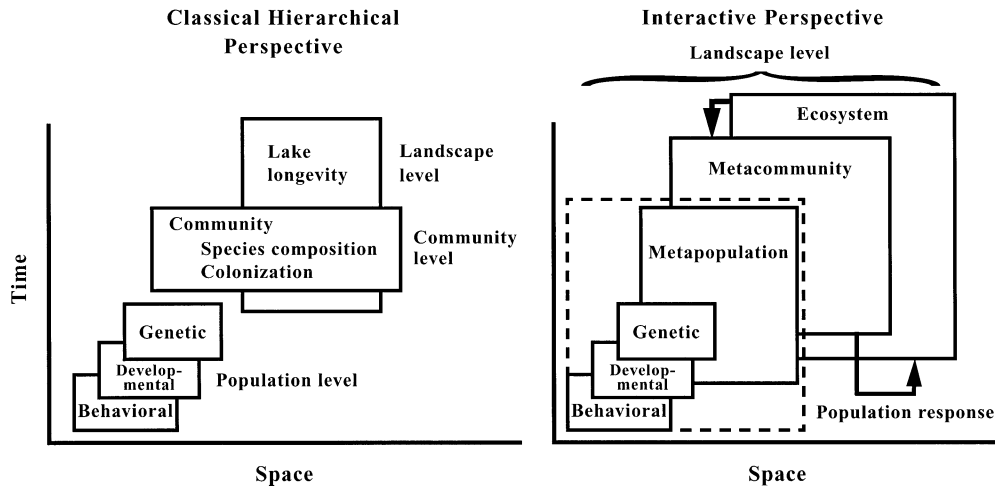 Classical Hierarchical
Perspective
Time
Lake
longevity
Landscape
level
Community
Species composition
Colonization
Community
level
Genetic
Develop-
mental
Population level
Behavioral
Space
Interactive Perspective
Landscape level
Ecosystem
Metacommunity
Metapopulation
Genetic
Develop-
mental
Behavioral
Population response
Space